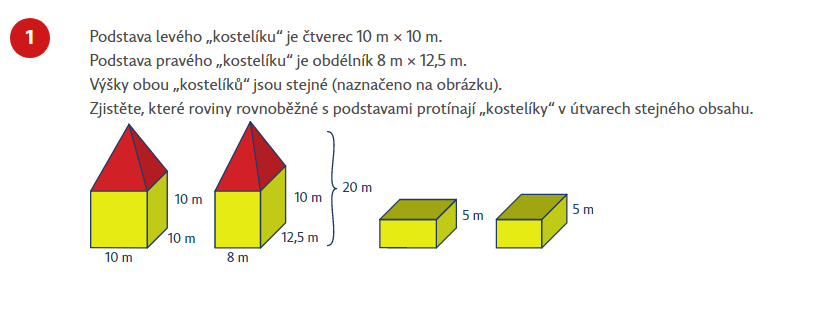 1
Podstava levého „kostelíku“ je čtverec 10 m × 10 m.
Podstava pravého „kostelíku“ je obdélník 8 m × 12,5 m.
Výšky obou „kostelíků“ jsou stejné (naznačeno na obrázku).
Zjistěte, které roviny rovnoběžné s podstavami protínají „kostelíky“ v útvarech stejného obsahu.
10 m
10 m
10 m
10 m
12,5 m
8 m
20 m
5 m
5 m